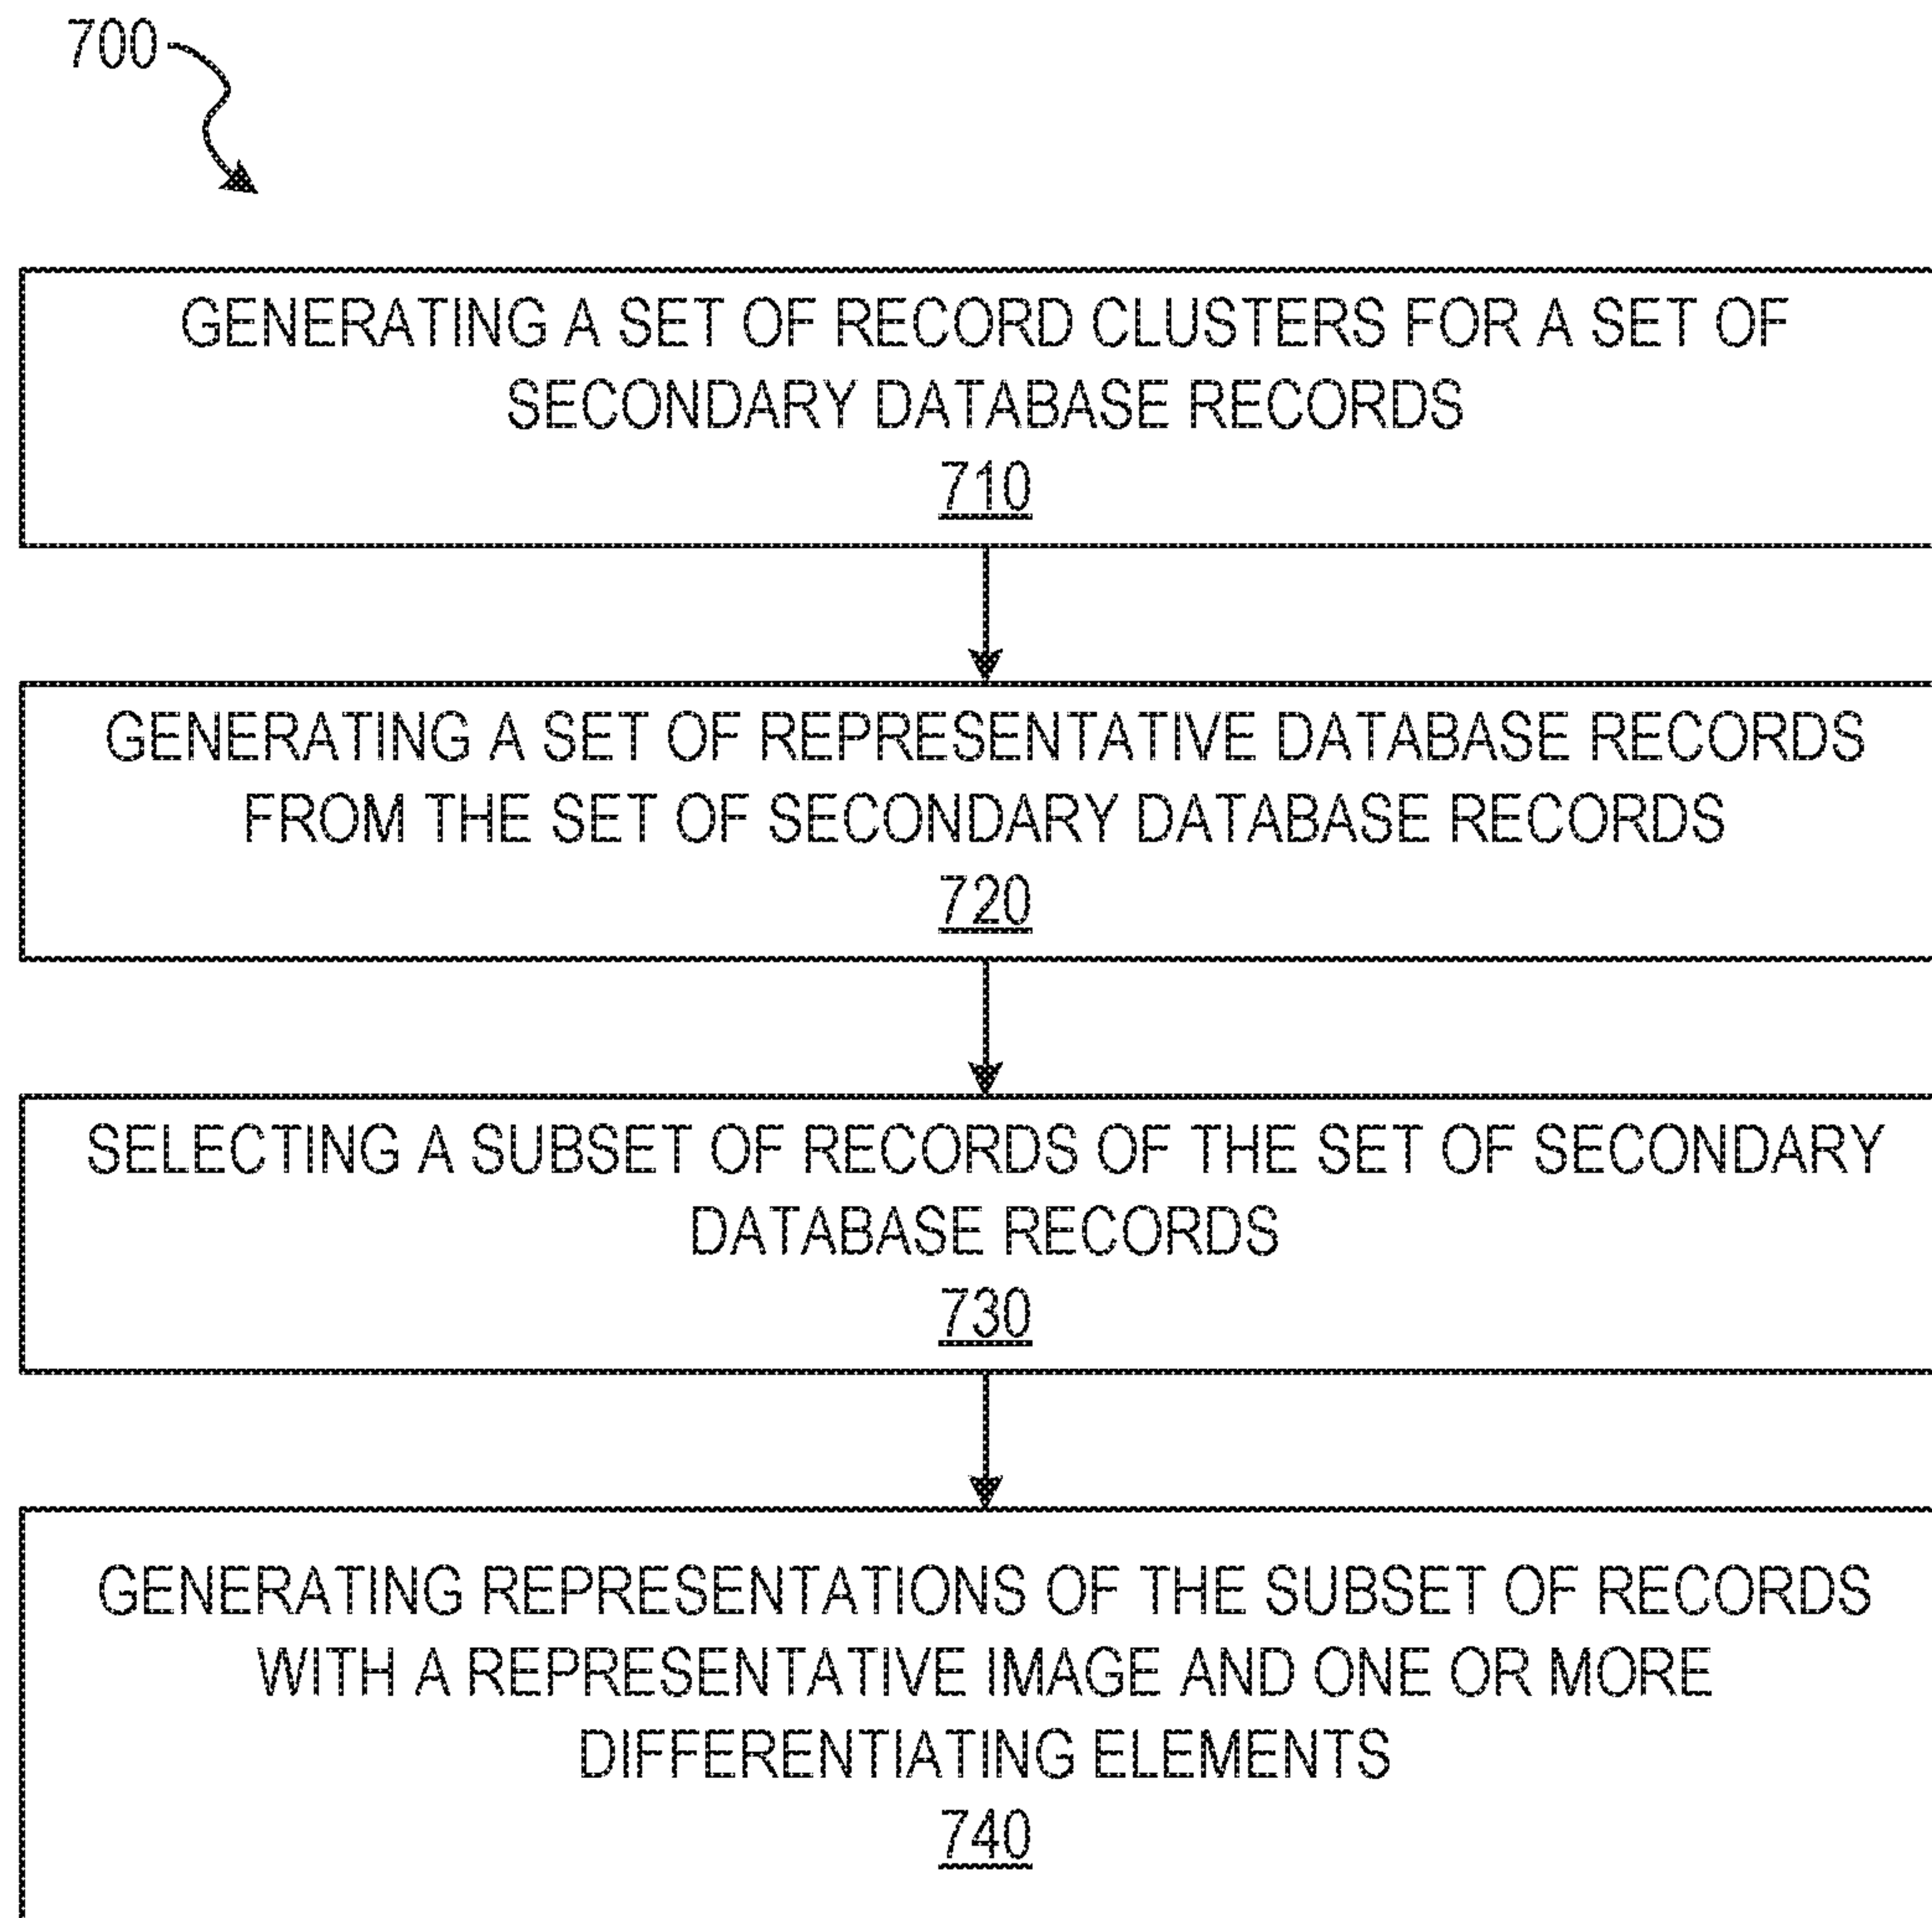 700
GENERATING A SET OF RECORD CLUSTERS FOR A SET OF
SECONDARY DATABASE RECORDS
710
GENERATING A SET OF REPRESENTATIVE DATABASE RECORDS
FROM THE SET OF SECONDARY DATABASE RECORDS
720
SELECTING A SUBSET OF RECORDS OF THE SET OF SECONDARY
DATABASE RECORDS
730
GENERATING REPRESENTATIONS OF THE SUBSET OF RECORDS
WITH A REPRESENTATIVE IMAGE AND ONE OR MORE
DIFFERENTIATING ELEMENTS
740